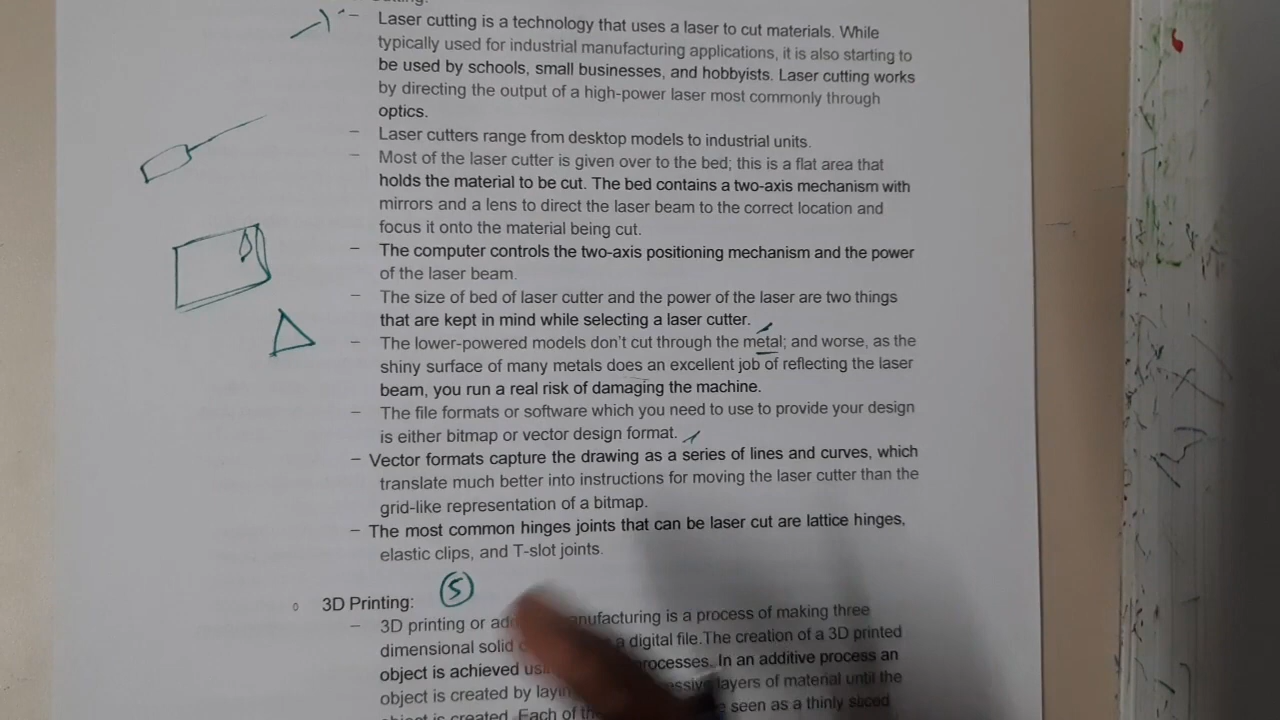 – Laser cutting is a technology that uses a laser to cut materials. While
typically used for industrial manufacturing applications, it is also starting to
be used by schools, small businesses, and hobbyists. Laser cutting works
by directing the output of a high-power laser most commonly through
optics.
– Laser cutters range from desktop models to industrial units.
– Most of the laser cutter is given over to the bed; this is a flat area that
holds the material to be cut. The bed contains a two-axis mechanism with
mirrors and a lens to direct the laser beam to the correct location and
focus it onto the material being cut.
– The computer controls the two-axis positioning mechanism and the power
of the laser beam.
– The size of bed of laser cutter and the power of the laser are two things
that are kept in mind while selecting a laser cutter.
– The lower-powered models don't cut through the metal; and worse, as the
shiny surface of many metals does an excellent job of reflecting the laser
beam, you run a real risk of damaging the machine.
– The file formats or software which you need to use to provide your design
is either bitmap or vector design format.
– Vector formats capture the drawing as a series of lines and curves, which
translate much better into instructions for moving the laser cutter than the
grid-like representation of a bitmap.
– The most common hinges joints that can be laser cut are lattice hinges,
elastic clips, and T-slot joints.
o 3D Printing: 5
– 3D printing or manufacturing is a process of making three
dimensional solid a digital file.The creation of a 3D printed
object is achieved processes. In an additive process an
object is created by layers of material until the
object is created. Each of seen as a thinly sliced